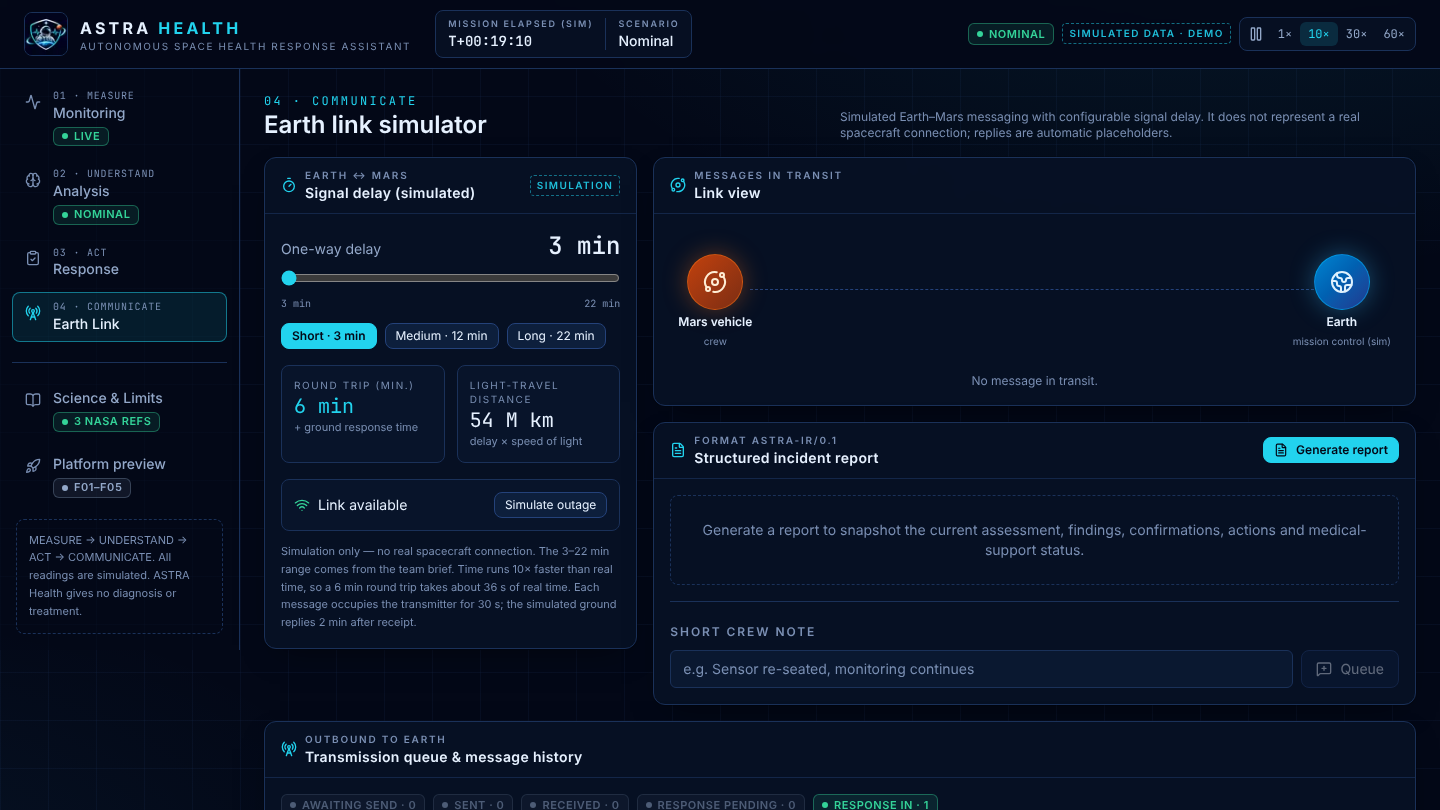 ASTRA HEALTH
AUTONOMOUS SPACE HEALTH RESPONSE ASSISTANT
MISSION ELAPSED (SIM)
T+00:19:10
SCENARIO
Nominal
NOMINAL
SIMULATED DATA · DEMO
1×
10×
30×
60×
01 · MEASURE
Monitoring
LIVE
02 · UNDERSTAND
Analysis
NOMINAL
03 · ACT
Response
04 · COMMUNICATE
Earth Link
Science & Limits
3 NASA REFS
Platform preview
F01–F05
MEASURE → UNDERSTAND →
ACT → COMMUNICATE. All
readings are simulated. ASTRA
Health gives no diagnosis or
treatment.
04 · COMMUNICATE
Earth link simulator
Simulated Earth–Mars messaging with configurable signal delay. It does not represent a real
spacecraft connection; replies are automatic placeholders.
EARTH ↔ MARS
Signal delay (simulated)
SIMULATION
One-way delay
3 min
3 min
22 min
Short · 3 min
Medium · 12 min
Long · 22 min
ROUND TRIP (MIN.)
6 min
+ ground response time
LIGHT-TRAVEL
DISTANCE
54 M km
delay × speed of light
Link available
Simulate outage
Simulation only — no real spacecraft connection. The 3–22 min
range comes from the team brief. Time runs 10× faster than real
time, so a 6 min round trip takes about 36 s of real time. Each
message occupies the transmitter for 30 s; the simulated ground
replies 2 min after receipt.
MESSAGES IN TRANSIT
Link view
Mars vehicle
crew
Earth
mission control (sim)
No message in transit.
FORMAT ASTRA-IR/0.1
Structured incident report
Generate report
Generate a report to snapshot the current assessment, findings, confirmations, actions and medical-
support status.
SHORT CREW NOTE
e.g. Sensor re-seated, monitoring continues
Queue
OUTBOUND TO EARTH
Transmission queue & message history
AWAITING SEND · 0
SENT · 0
RECEIVED · 0
RESPONSE PENDING · 0
RESPONSE IN · 1